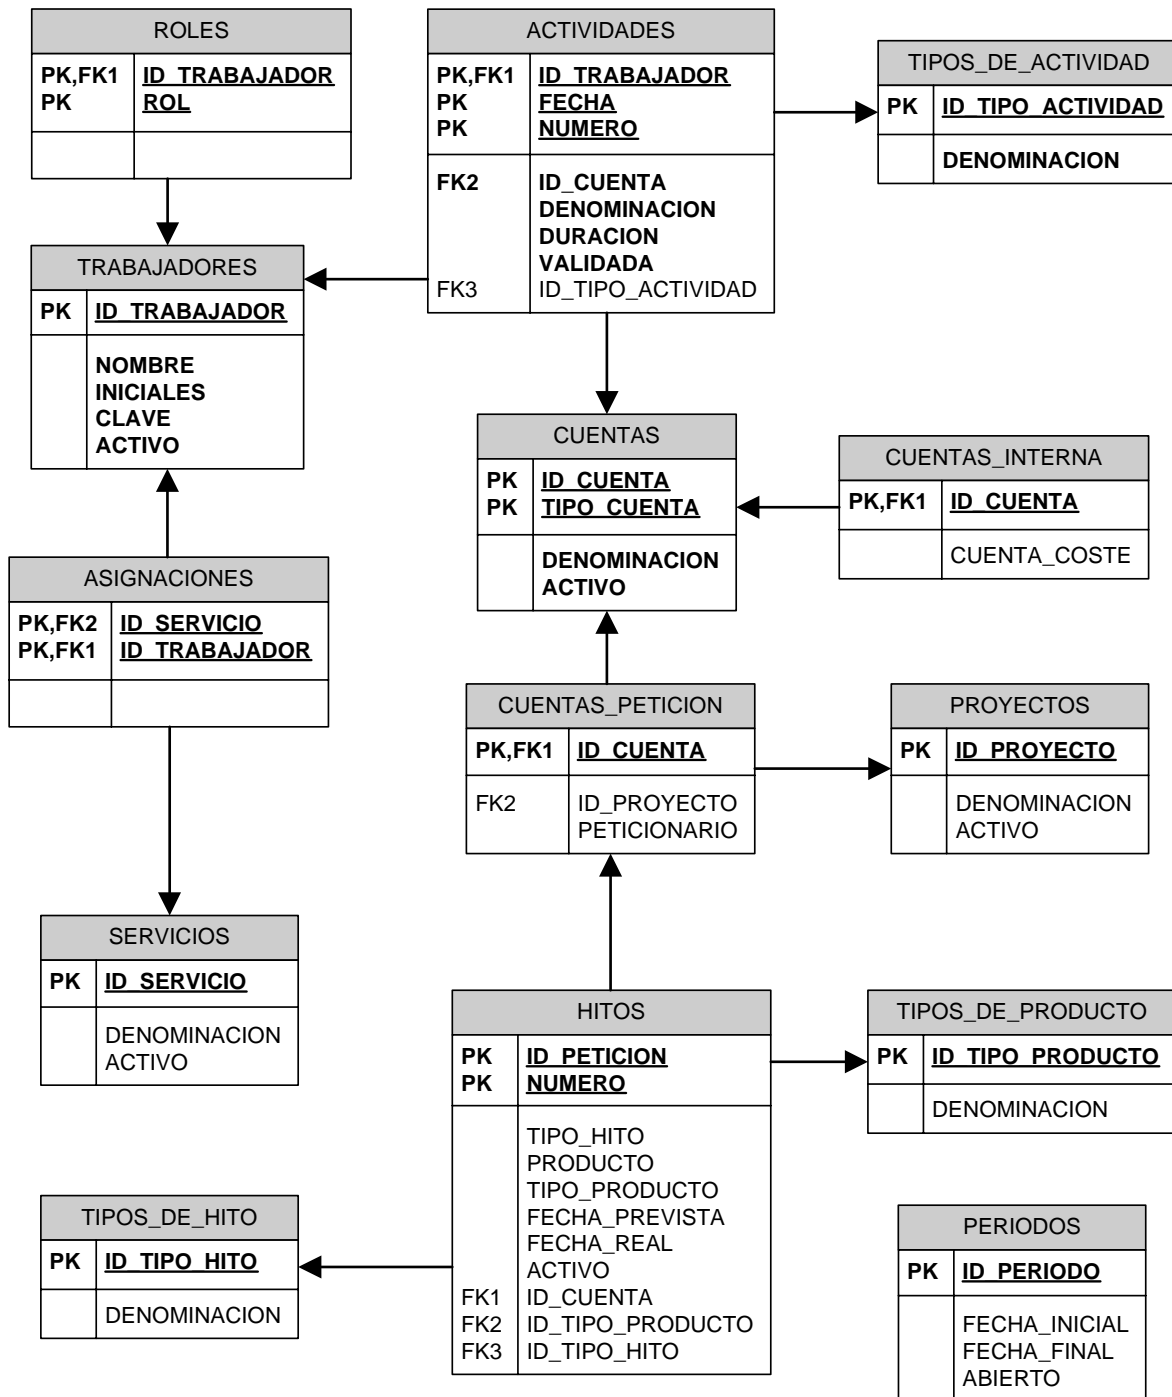 ROLES
PK,FK1 ID_TRABAJADOR
PK ROL
ACTIVIDADES
PK,FK1 ID_TRABAJADOR
PK FECHA
PK NUMERO
FK2 ID_CUENTA
DENOMINACION
DURACION
VALIDADA
FK3 ID_TIPO_ACTIVIDAD
TIPOS_DE_ACTIVIDAD
PK ID_TIPO_ACTIVIDAD
DENOMINACION
TRABAJADORES
PK ID_TRABAJADOR
NOMBRE
INICIALES
CLAVE
ACTIVO
CUENTAS
PK ID_CUENTA
PK TIPO_CUENTA
DENOMINACION
ACTIVO
CUENTAS_INTERNA
PK,FK1 ID_CUENTA
CUENTA_COSTE
ASIGNACIONES
PK,FK2 ID_SERVICIO
PK,FK1 ID_TRABAJADOR
CUENTAS_PETICION
PK,FK1 ID_CUENTA
FK2 ID_PROYECTO
PETICIONARIO
PROYECTOS
PK ID_PROYECTO
DENOMINACION
ACTIVO
SERVICIOS
PK ID_SERVICIO
DENOMINACION
ACTIVO
HITOS
PK ID_PETICION
PK NUMERO
TIPO_HITO
PRODUCTO
TIPO_PRODUCTO
FECHA_PREVISTA
FECHA_REAL
ACTIVO
FK1 ID_CUENTA
FK2 ID_TIPO_PRODUCTO
FK3 ID_TIPO_HITO
TIPOS_DE_PRODUCTO
PK ID_TIPO_PRODUCTO
DENOMINACION
TIPOS_DE_HITO
PK ID_TIPO_HITO
DENOMINACION
PERIODOS
PK ID_PERIODO
FECHA_INICIAL
FECHA_FINAL
ABIERTO